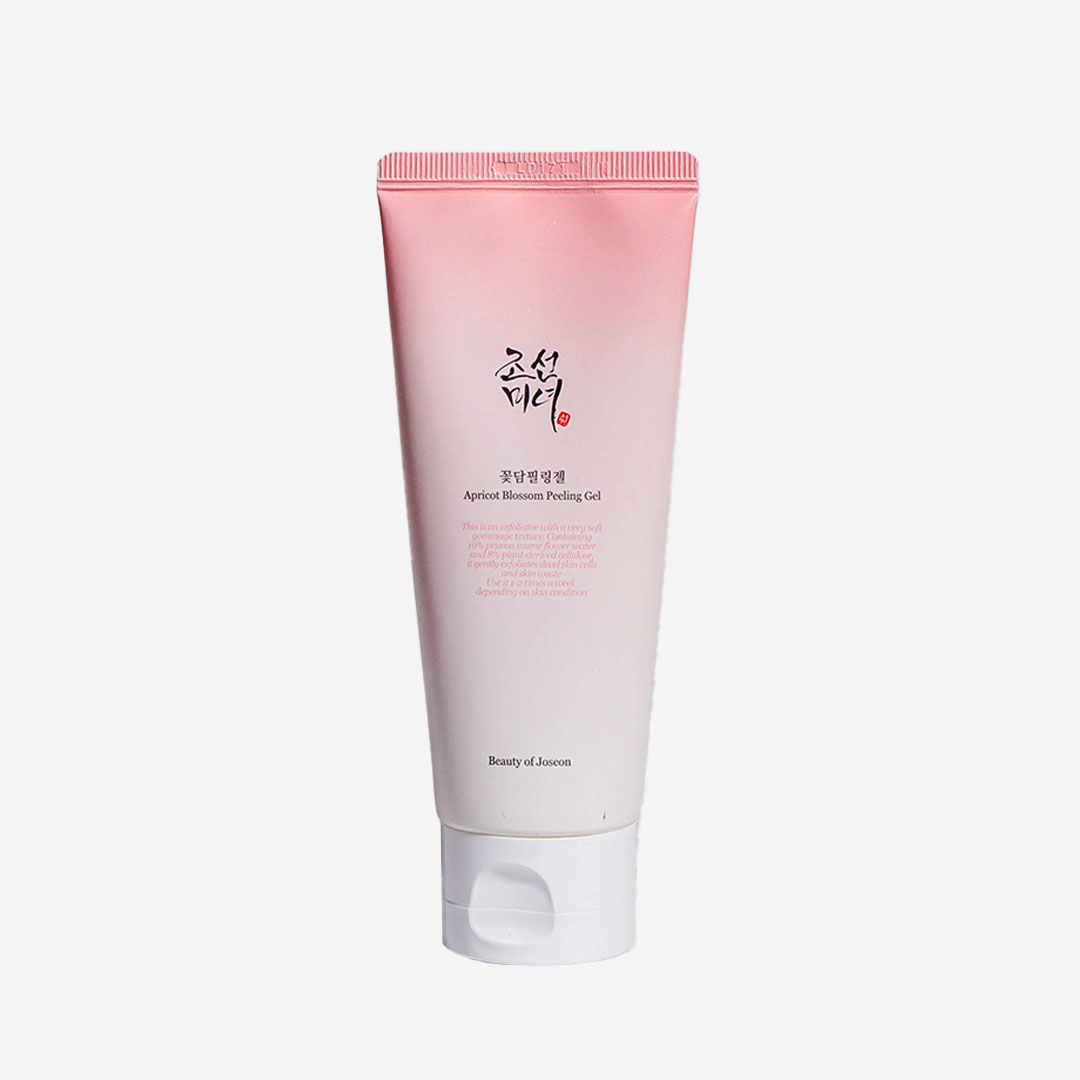 LD171
조선
미녀
꽃담필링젤
Apricot Blossom Peeling Gel
This is an exfoliator with a very soft
gommage texture. Containing
19% prunus mume flower water
and 8% plant-derived cellulose,
it gently exfoliates dead skin cells
and skin waste
Use it 1-2 times a week
depending on skin condition
Beauty of Joseon